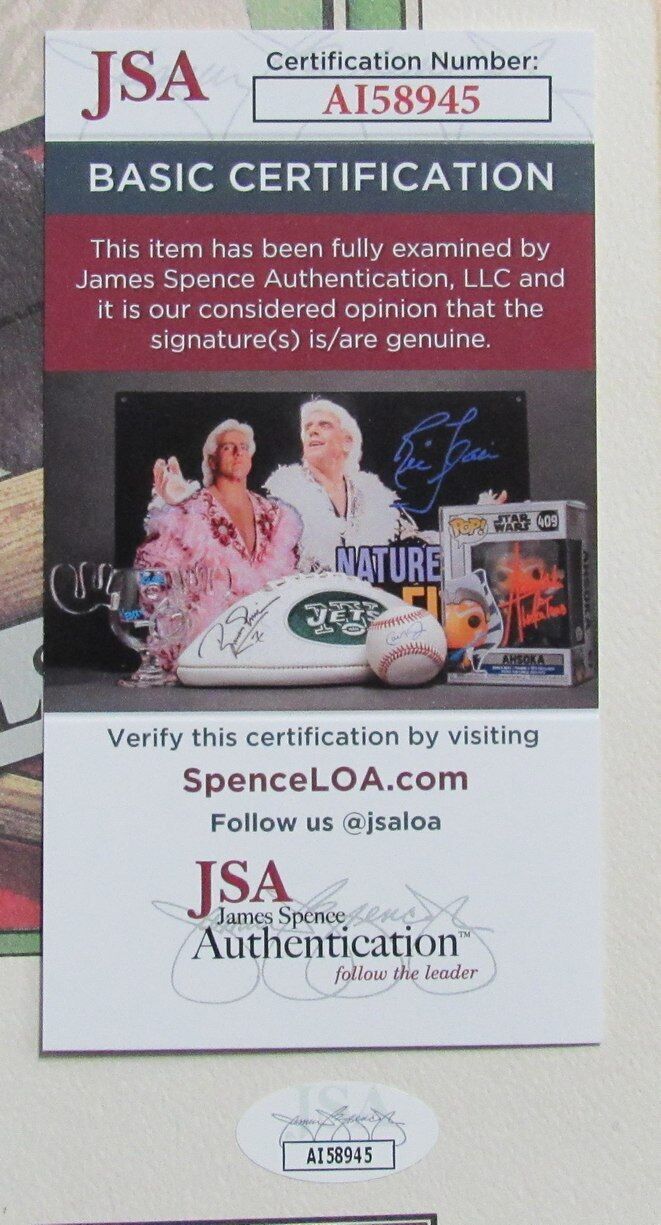 JSA
Certification Number:
AI58945
BASIC CERTIFICATION
This item has been fully examined by
James Spence Authentication, LLC and
it is our considered opinion that the
signature(s) is/are genuine.
NATURE
POP!
STAR
WARS
409
JETS
AHSOKA
Verify this certification by visiting
SpenceLOA.com
Follow us @jsaloa
JSA
James Spence
Authentication™
follow the leader
JSA
AI58945